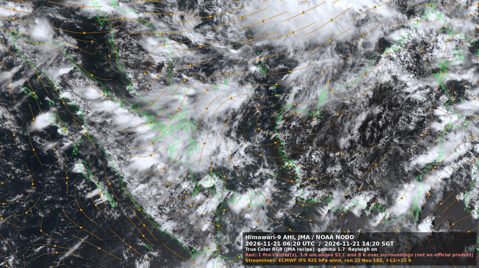 Himawari-9 AHI, JMA / NOAA NODD
2026-11-21 06:20 UTC / 2026-11-21 14:20 SGT
True Color RGB (JMA recipe) gamma 1.7 Rayleigh on
Streamlines: ECMWF IFS 925 hPa wind, run 20 Nov 18Z, +12/+15 h